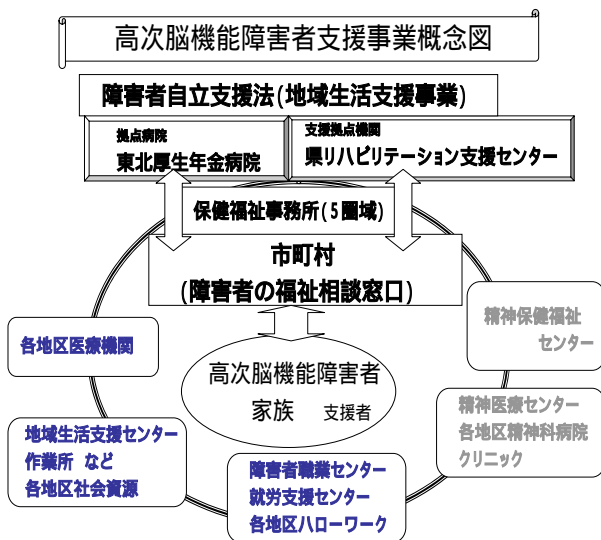 高次脳機能障害者支援事業概念図
障害者自立支援法(地域生活支援事業)
拠点病院
東北厚生年金病院
支援拠点機関
県リハビリテーション支援センター
保健福祉事務所(5圏域)
市町村
(障害者の福祉相談窓口)
各地区医療機関
精神保健福祉
センター
高次脳機能障害者
家族 支援者
地域生活支援センター
作業所 など
各地区社会資源
精神医療センター
各地区精神科病院
クリニック
障害者職業センター
就労支援センター
各地区ハローワーク